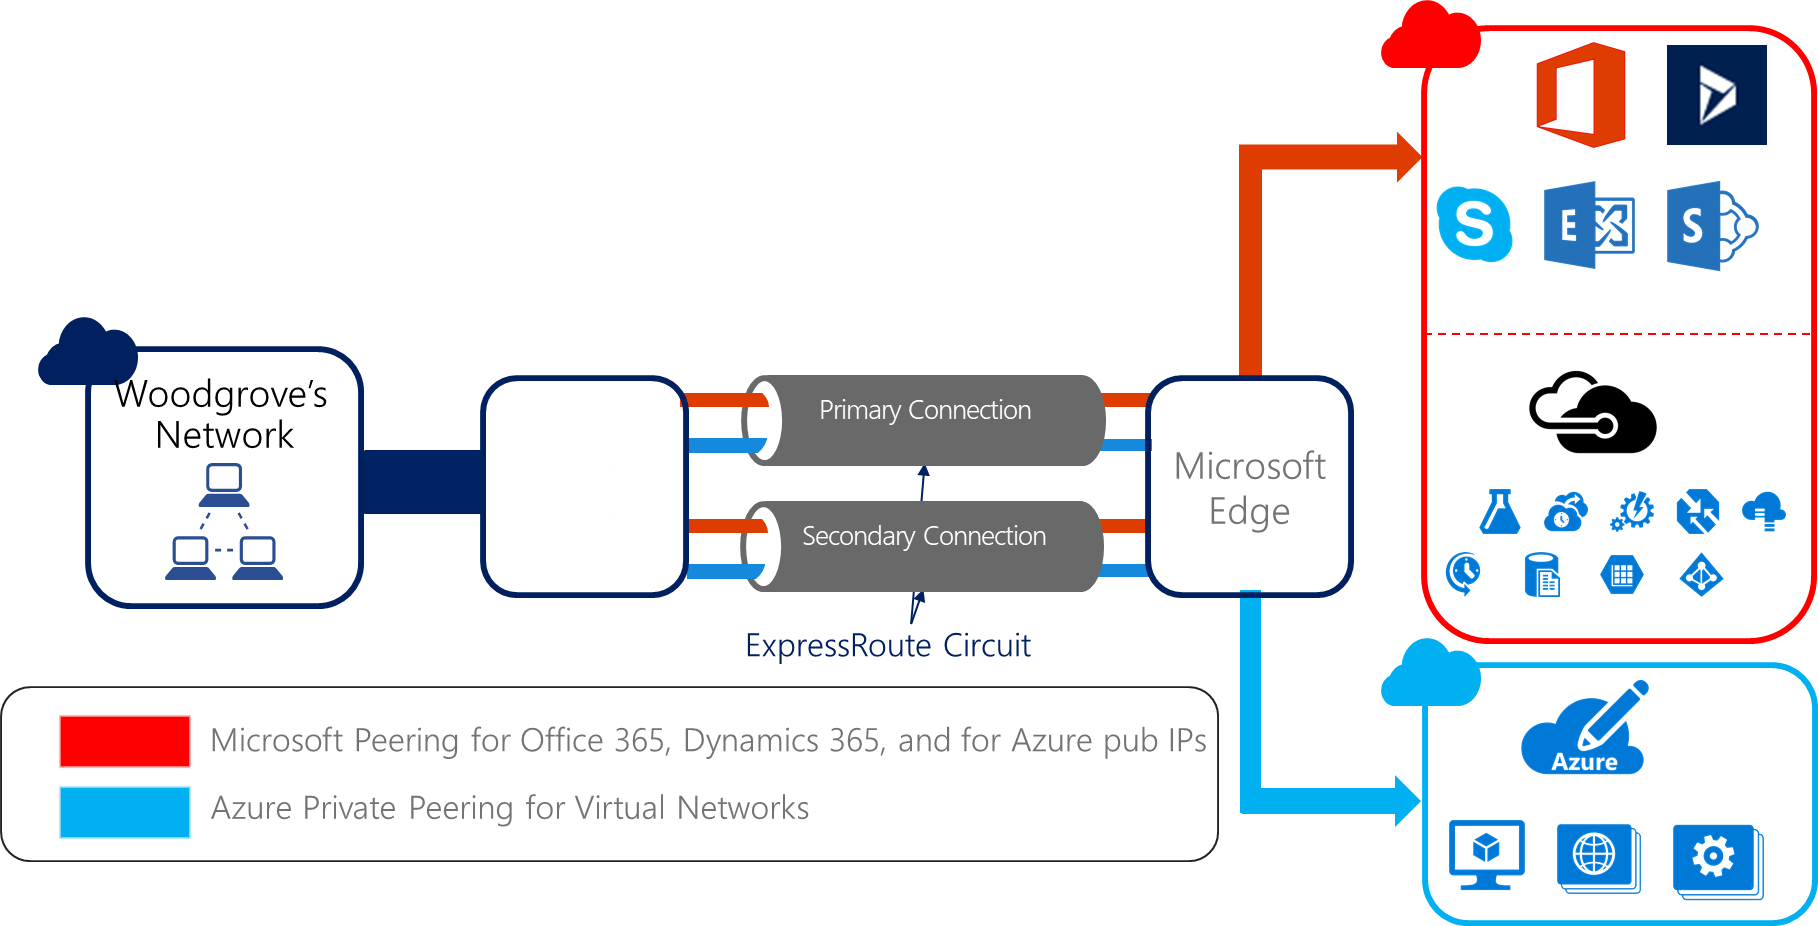 Woodgrove's
Network
Primary Connection
Secondary Connection
ExpressRoute Circuit
Microsoft
Edge
S
E
S
Azure
Microsoft Peering for Office 365, Dynamics 365, and for Azure pub IPs
Azure Private Peering for Virtual Networks